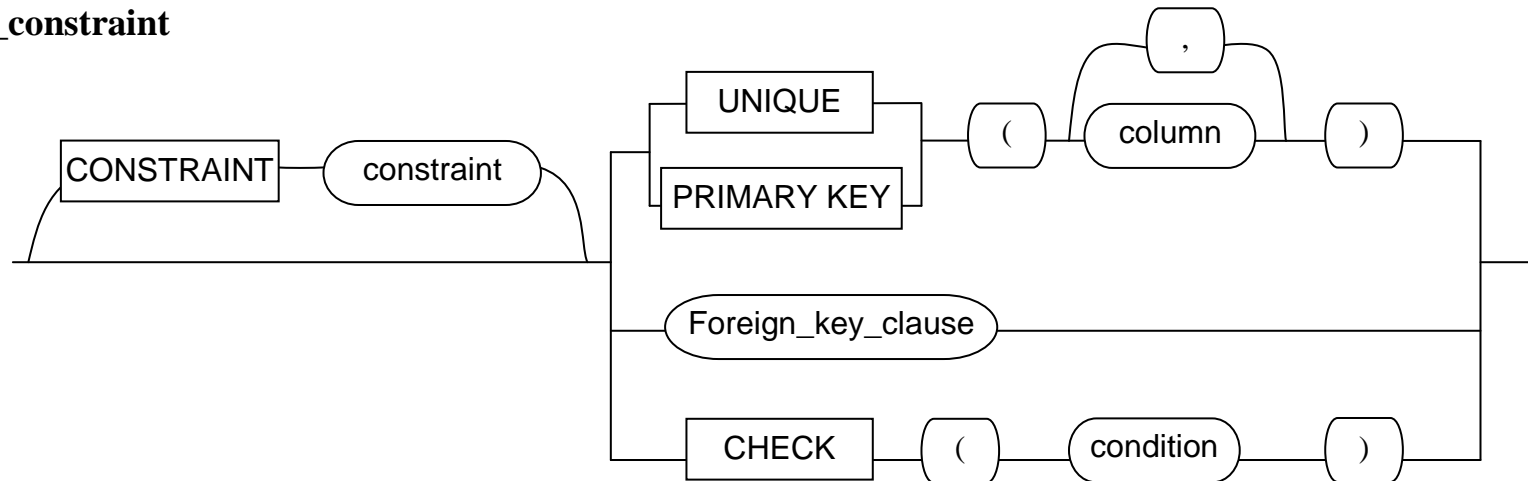 _constraint
,
UNIQUE
( column )
CONSTRAINT constraint
PRIMARY KEY
Foreign_key_clause
CHECK ( condition )